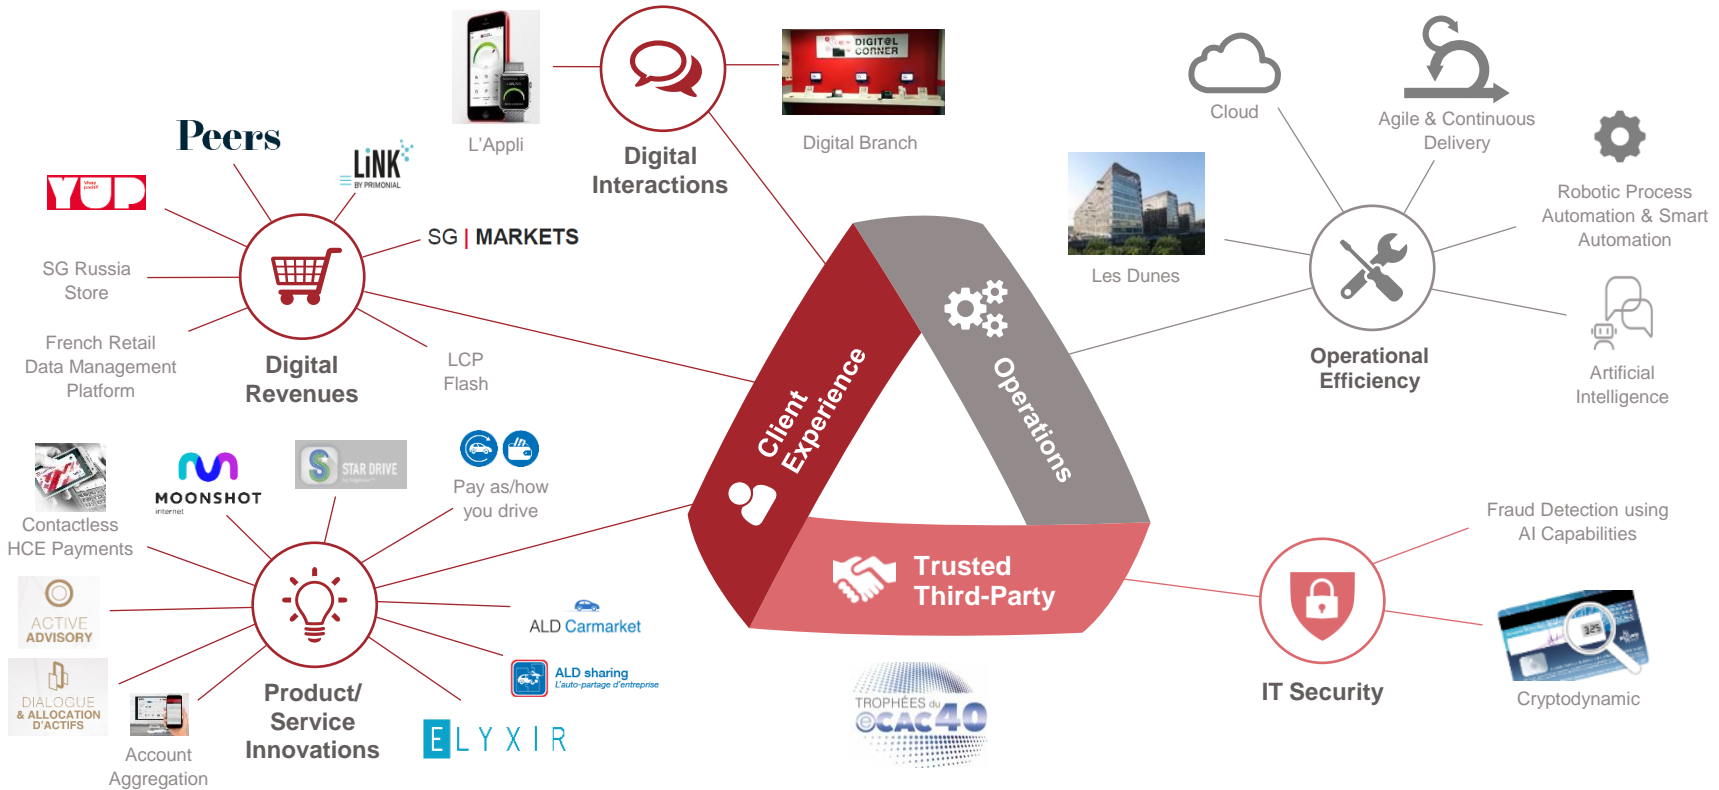 L'Appli
DIGIT@L
CORNER
Digital Branch
Digital
Interactions
Cloud
Agile & Continuous
Delivery
Robotic Process
Automation & Smart
Automation
Les Dunes
Artificial
Intelligence
Operational
Efficiency
Peers
LiNK
BY PRIMONIAL
YUP
SG | MARKETS
SG Russia
Store
French Retail
Data Management
Platform
Digital
Revenues
LCP
Flash
Client
Experience
Operations
Trusted
Third-Party
Contactless
HCE Payments
MOONSHOT
internet
STAR DRIVE
Pay as/how
you drive
ACTIVE
ADVISORY
DIALOGUE
& ALLOCATION
D'ACTIFS
Account
Aggregation
Product/
Service
Innovations
ALD Carmarket
ALD sharing
L'auto-partage d'entreprise
ELYXIR
TROPHÉES du
eCAC40
Fraud Detection using
AI Capabilities
IT Security
325
Cryptodynamic